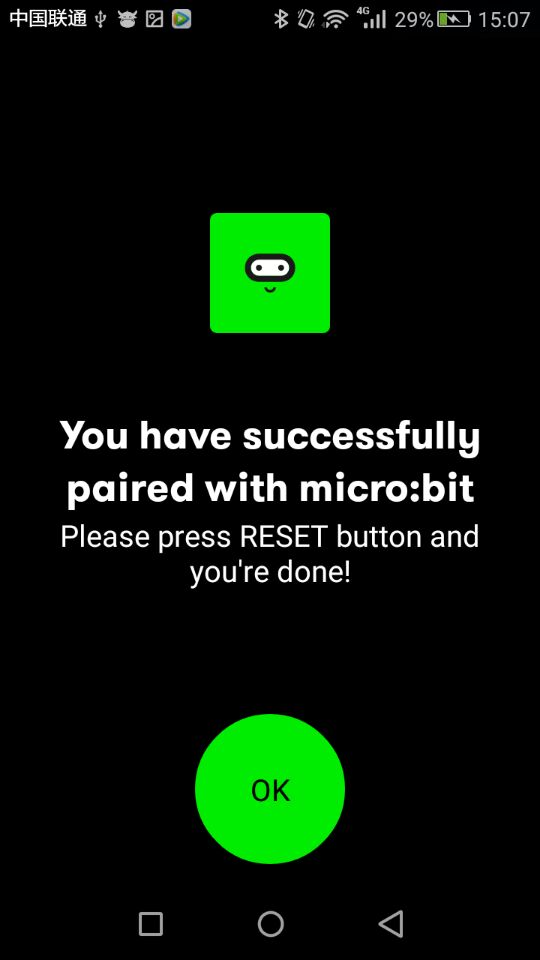 中国联通 4G 29% 15:07
You have successfully
paired with micro:bit
Please press RESET button and
you're done!
OK